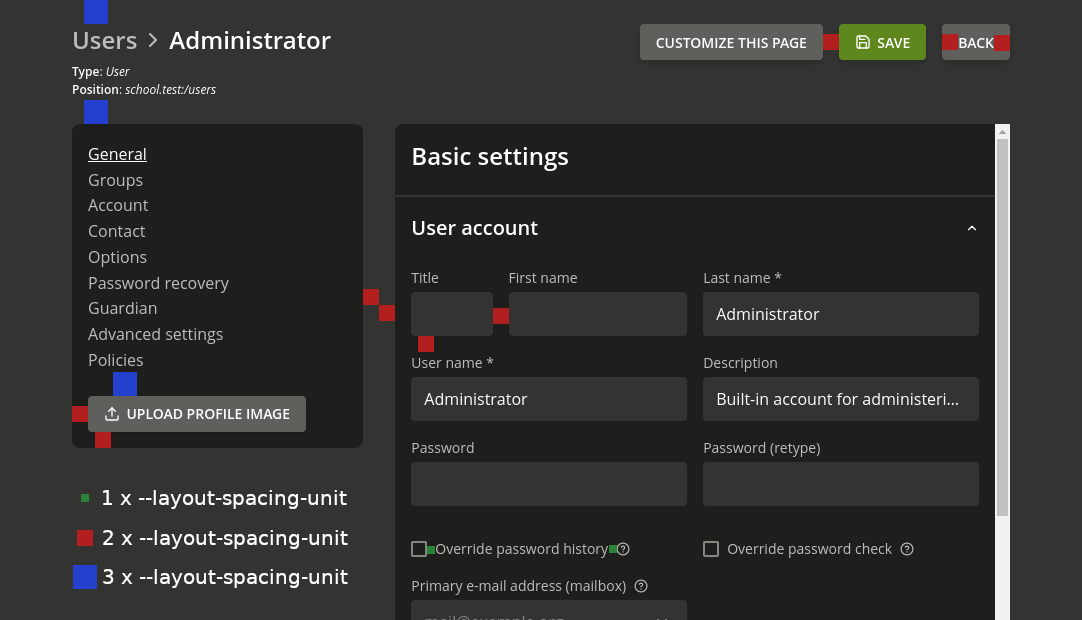 Users > Administrator
CUSTOMIZE THIS PAGE
SAVE
BACK
Type: User
Position: school.test:/users
General
Groups
Account
Contact
Options
Password recovery
Guardian
Advanced settings
Policies
UPLOAD PROFILE IMAGE
1 x --layout-spacing-unit
2 x --layout-spacing-unit
3 x --layout-spacing-unit
Basic settings
User account
Title
First name
Last name *
Administrator
User name *
Description
Administrator
Built-in account for administeri...
Password
Password (retype)
Override password history
Override password check
Primary e-mail address (mailbox)